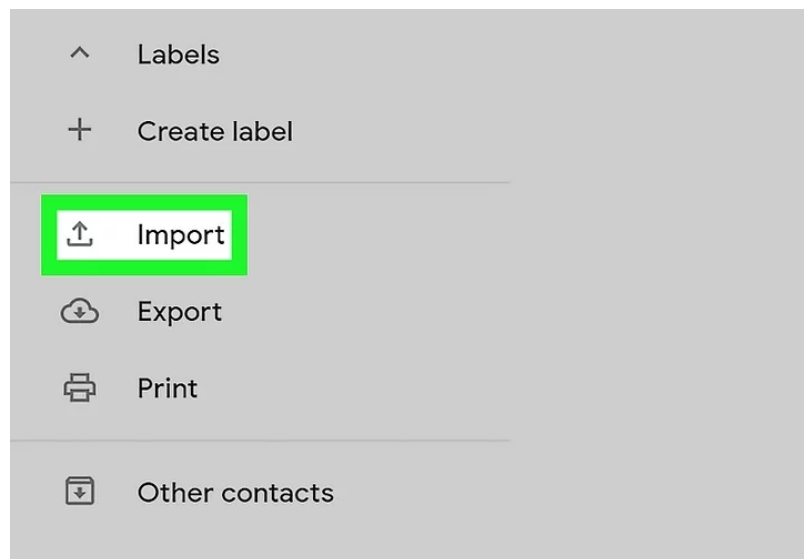 Labels
Create label
Import
Export
Print
Other contacts